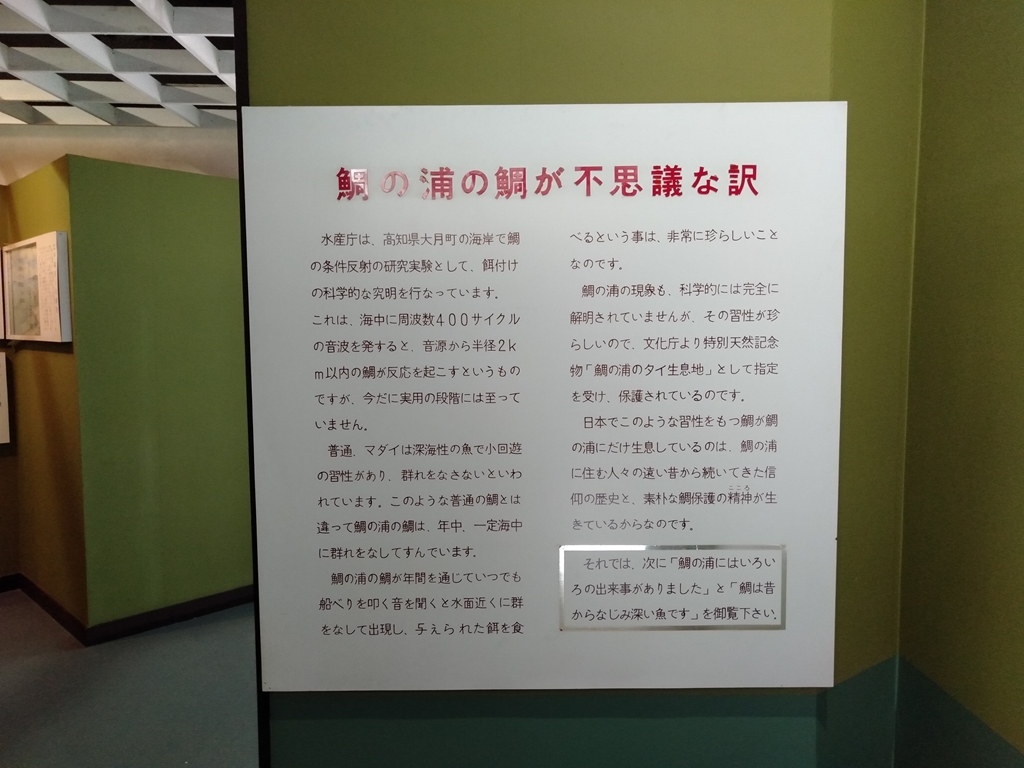 鯛の浦の鯛が不思議な訳
水産庁は、高知県大月町の海岸で鯛
の条件反射の研究実験として、餌付け
の科学的な究明を行なっています。
これは、海中に周波数400サイクル
の音波を発すると、音源から半径2k
m以内の鯛が反応を起こすというもの
ですが、今だに実用の段階には至って
いません。
普通、マダイは深海性の魚で小回遊
の習性があり、群れをなさないといわ
れています。このような普通の鯛とは
違って鯛の浦の鯛は、年中、一定海中
に群れをなしてすんでいます。
鯛の浦の鯛が年間を通じていつでも
船べりを叩く音を聞くと水面近くに群
をなして出現し、与えられた餌を食
べるという事は、非常に珍らしいこと
なのです。
鯛の浦の現象も、科学的には完全に
解明されていませんが、その習性が珍
らしいので、文化庁より特別天然記念
物「鯛の浦のタイ生息地」として指定
を受け、保護されているのです。
日本でこのような習性をもつ鯛が鯛
の浦にだけ生息しているのは、鯛の浦
に住む人々の遠い昔から続いてきた信
仰の歴史と、素朴な鯛保護の精神が生
こころ
きているからなのです。
それでは、次に「鯛の浦にはいろい
ろの出来事がありました」と「鯛は昔
からなじみ深い魚です」を御覧下さい。